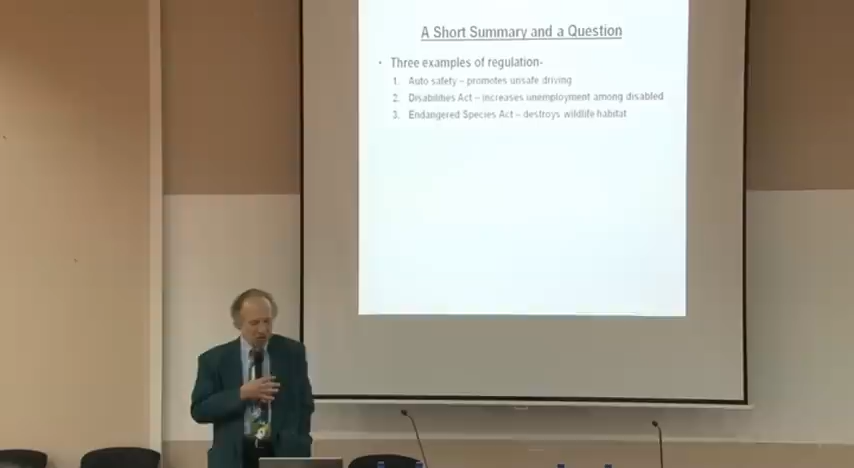 A Short Summary and a Question
• Three examples of regulation-
1. Auto safety – promotes unsafe driving
2. Disabilities Act – increases unemployment among disabled
3. Endangered Species Act – destroys wildlife habitat